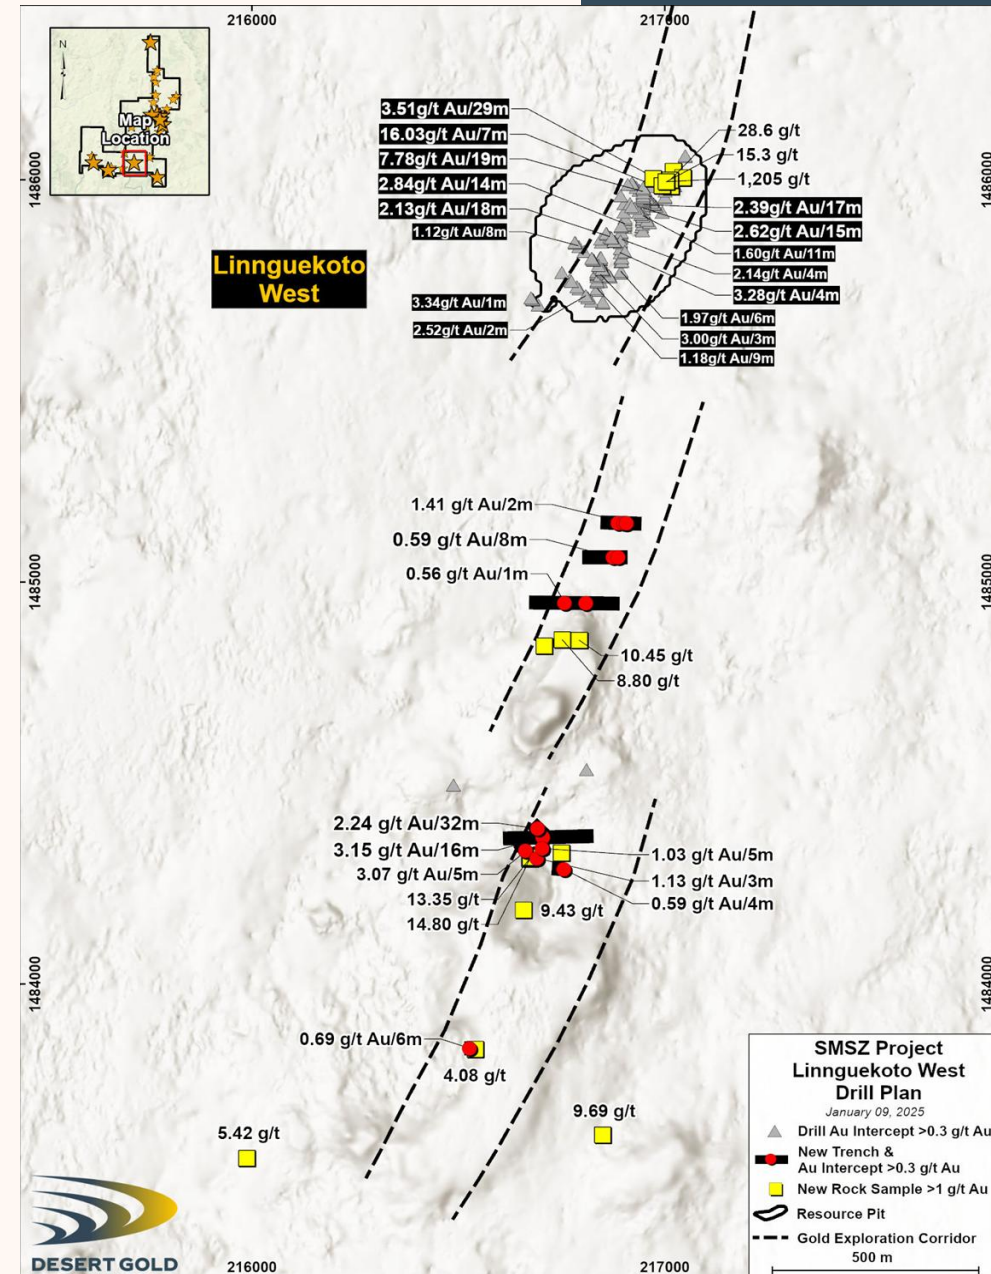 216000
217000
N
Map
Location
3.51g/t Au/29m
16.03g/t Au/7m
7.78g/t Au/19m
2.84g/t Au/14m
2.13g/t Au/18m
1.12g/t Au/8m
28.6 g/t
15.3 g/t
1,205 g/t
2.39g/t Au/17m
2.62g/t Au/15m
1.60g/t Au/11m
2.14g/t Au/4m
3.28g/t Au/4m
1486000
1486000
Linnguekoto
West
3.34g/t Au/1m
2.52g/t Au/2m
1.97g/t Au/6m
3.00g/t Au/3m
1.18g/t Au/9m
1.41 g/t Au/2m
0.59 g/t Au/8m
0.56 g/t Au/1m
1485000
1485000
10.45 g/t
8.80 g/t
2.24 g/t Au/32m
3.15 g/t Au/16m
3.07 g/t Au/5m
13.35 g/t
14.80 g/t
1.03 g/t Au/5m
1.13 g/t Au/3m
0.59 g/t Au/4m
9.43 g/t
1484000
1484000
0.69 g/t Au/6m
4.08 g/t
5.42 g/t
9.69 g/t
SMSZ Project
Linnguekoto West
Drill Plan
January 09, 2025
Drill Au Intercept >0.3 g/t Au
New Trench &
Au Intercept >0.3 g/t Au
New Rock Sample >1 g/t Au
Resource Pit
Gold Exploration Corridor
500 m
DESERT GOLD
216000
217000